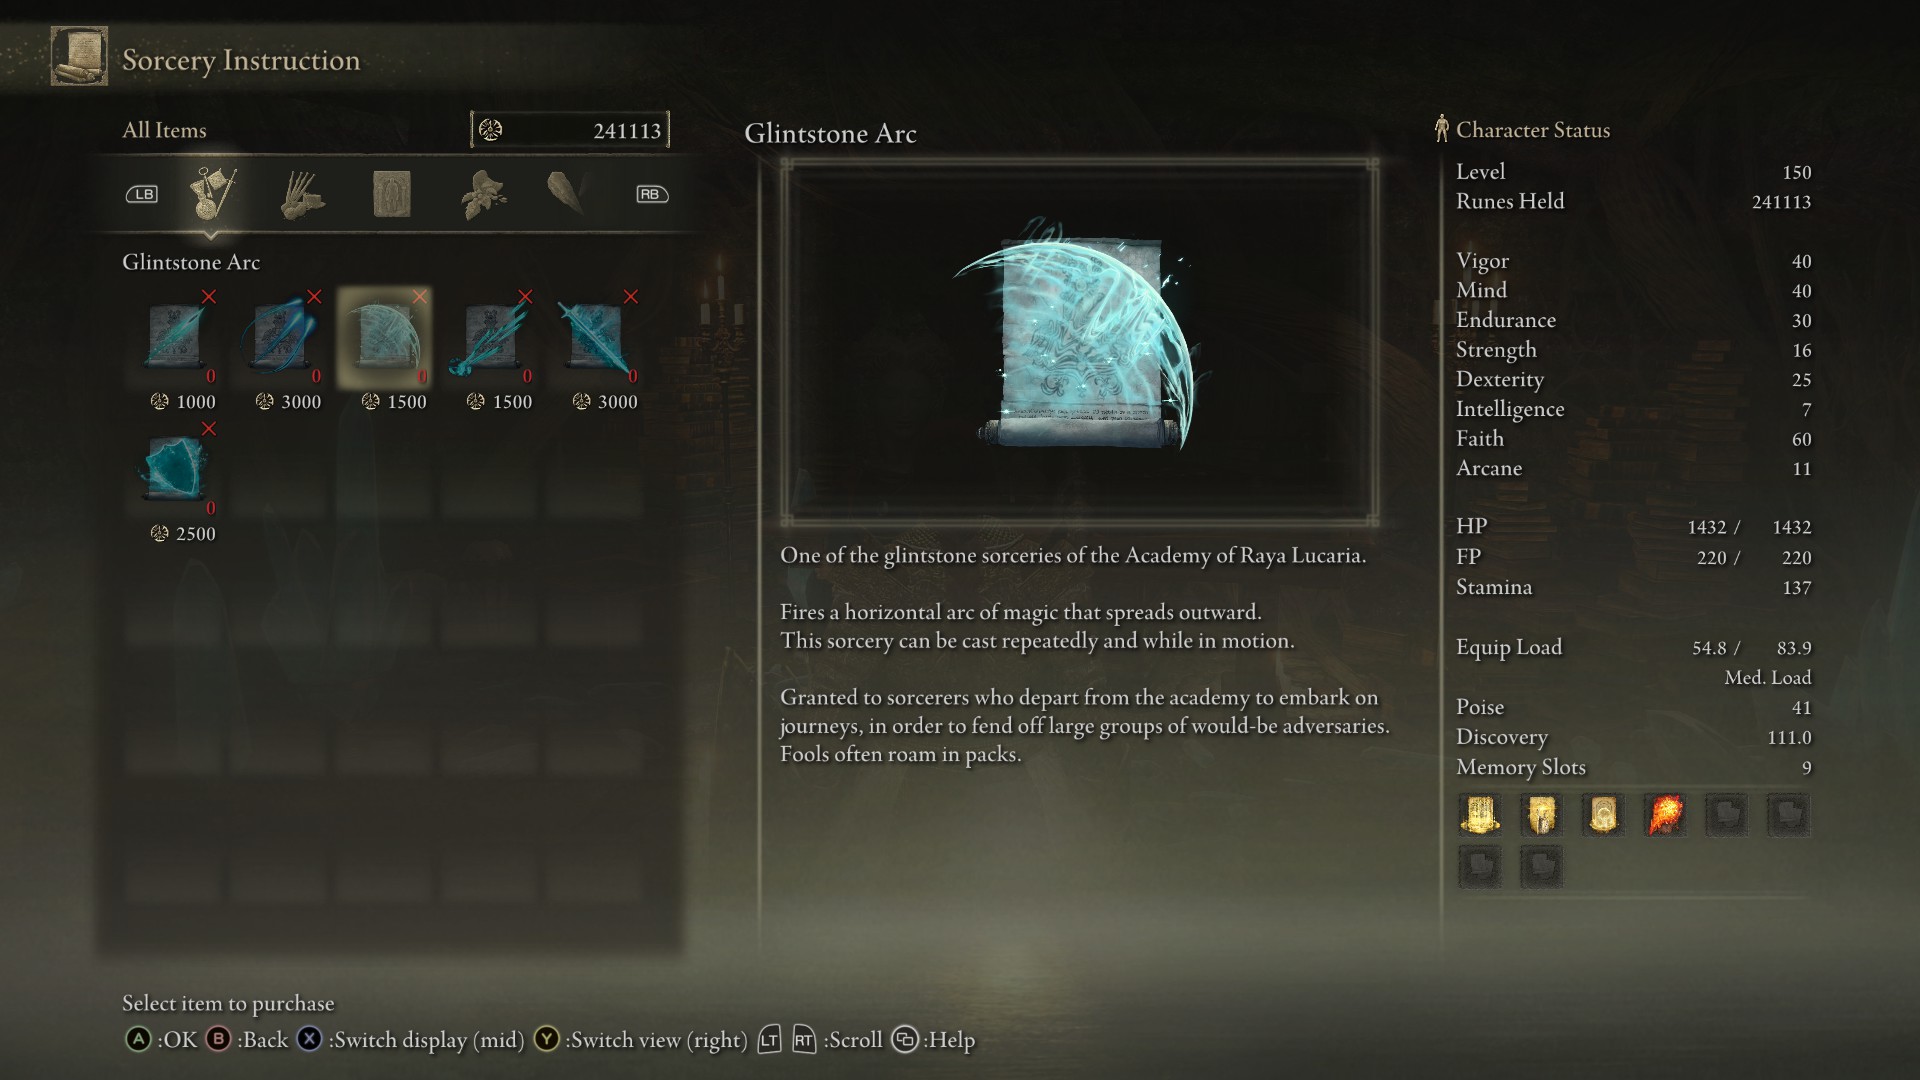 Sorcery Instruction
All Items
241113
LB
RB
Glintstone Arc
0 0 0 0 0
1000 3000 1500 1500 3000
0
2500
Glintstone Arc
One of the glintstone sorceries of the Academy of Raya Lucaria.
Fires a horizontal arc of magic that spreads outward.
This sorcery can be cast repeatedly and while in motion.
Granted to sorcerers who depart from the academy to embark on
journeys, in order to fend off large groups of would-be adversaries.
Fools often roam in packs.
Character Status
Level 150
Runes Held 241113
Vigor 40
Mind 40
Endurance 30
Strength 16
Dexterity 25
Intelligence 7
Faith 60
Arcane 11
HP 1432 / 1432
FP 220 / 220
Stamina 137
Equip Load 54.8 / 83.9
Med. Load
Poise 41
Discovery 111.0
Memory Slots 9
Select item to purchase
A :OK B :Back X :Switch display (mid) Y :Switch view (right) LT RT :Scroll :Help